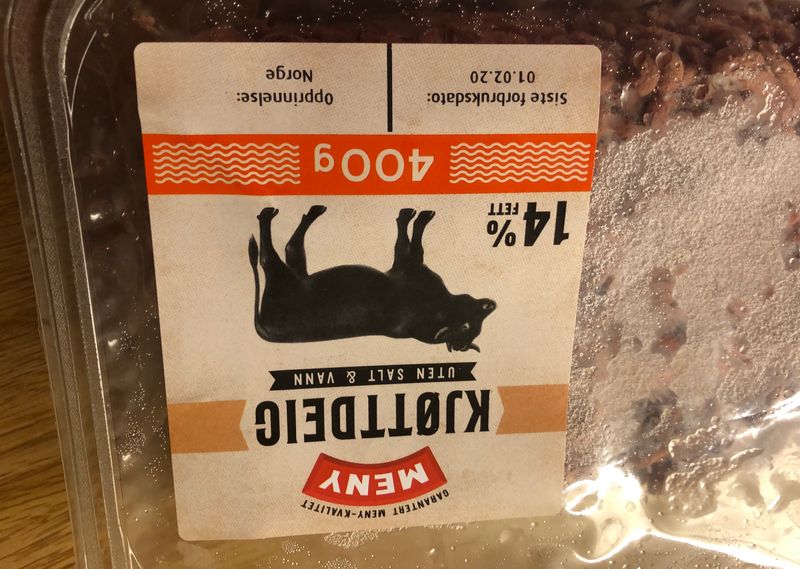 GARANTERT MENY-KVALITET
MENY
KJØTTDEIG
UTEN SALT & VANN
14%
FETT
400g
Siste forbruksdato:
01.02.20
Opprinnelse:
Norge